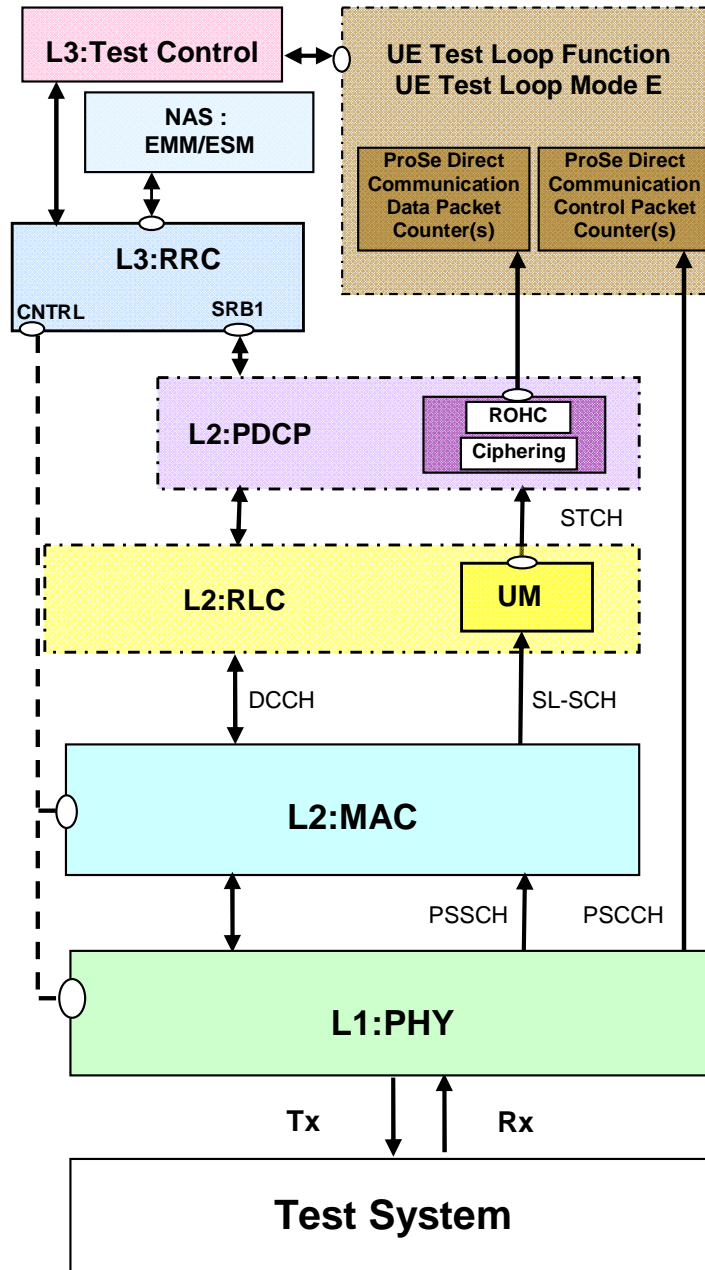 L3:Test Control
UE Test Loop Function
UE Test Loop Mode E
NAS :
EMM/ESM
ProSe Direct
Communication
Data Packet
Counter(s)
ProSe Direct
Communication
Control Packet
Counter(s)
L3:RRC
CNTRL
SRB1
L2:PDCP
ROHC
Ciphering
STCH
L2:RLC
UM
DCCH
SL-SCH
L2:MAC
PSSCH
PSCCH
L1:PHY
Tx
Rx
Test System